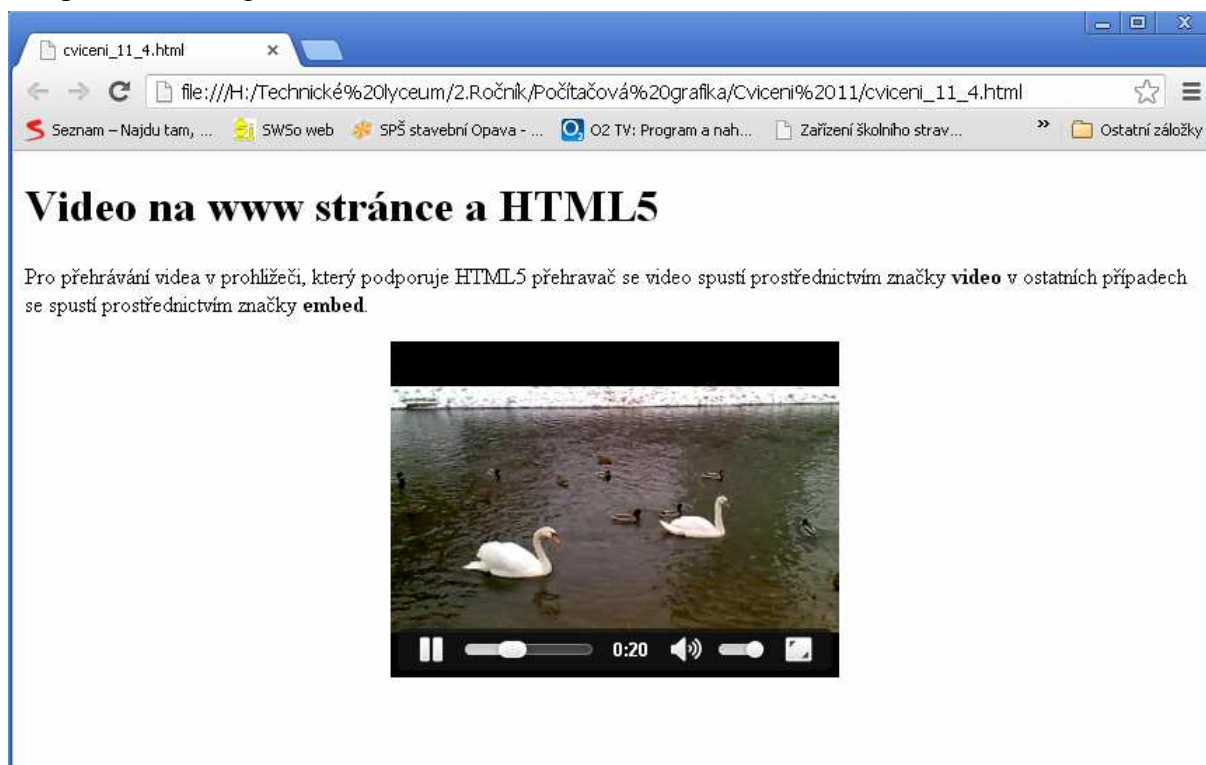 cviceni_11_4.html
file:///H:/Technické%20lyceum/2.Ročník/Počítačová%20grafika/Cviceni%2011/cviceni_11_4.html
Seznam – Najdu tam, ... SWSo web SPŠ stavební Opava - ... O2 TV: Program a nah... Zařízení školního strav... » Ostatní záložky
Video na www stránce a HTML5
Pro přehrávání videa v prohlížeči, který podporuje HTML5 přehravač se video spustí prostřednictvím značky video v ostatních případech
se spustí prostřednictvím značky embed.
0:20